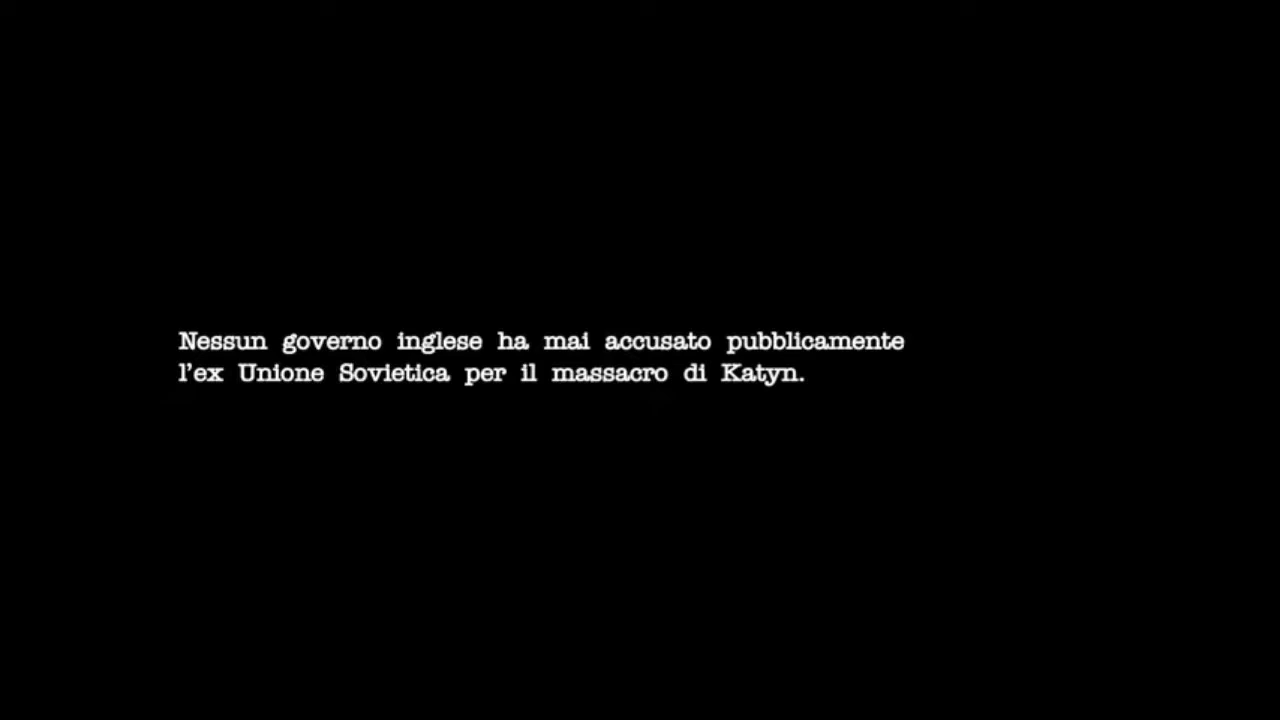 Nessun governo inglese ha mai accusato pubblicamente
l'ex Unione Sovietica per il massacro di Katyn.